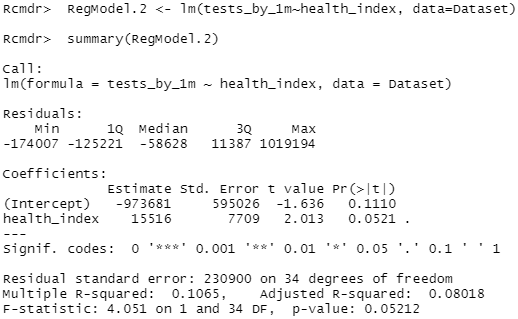 Rcmdr>  RegModel.2 <- lm(tests_by_1m~health_index, data=Dataset)
Rcmdr>  summary(RegModel.2)
Call:
lm(formula = tests_by_1m ~ health_index, data = Dataset)
Residuals:
    Min      1Q  Median      3Q     Max
-174007 -125221  -58628   11387 1019194
Coefficients:
             Estimate Std. Error t value Pr(>|t|)
(Intercept)   -973681     595026  -1.636   0.1110
health_index    15516       7709   2.013   0.0521 .
---
Signif. codes:  0 '***' 0.001 '**' 0.01 '*' 0.05 '.' 0.1 ' ' 1
Residual standard error: 230900 on 34 degrees of freedom
Multiple R-squared:  0.1065,    Adjusted R-squared:  0.08018
F-statistic: 4.051 on 1 and 34 DF,  p-value: 0.05212